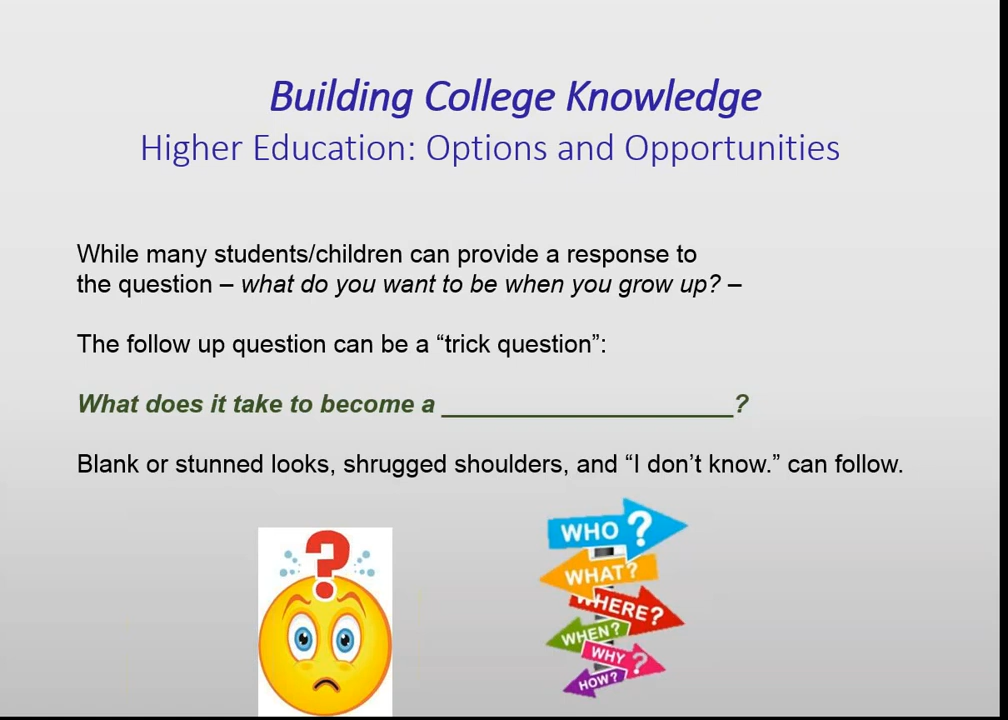 Building College Knowledge
Higher Education: Options and Opportunities
While many students/children can provide a response to
the question – what do you want to be when you grow up? –
The follow up question can be a “trick question”:
What does it take to become a _____________________?
Blank or stunned looks, shrugged shoulders, and “I don’t know.” can follow.
?
WHO ?
WHAT?
WHERE?
WHEN?
WHY ?
HOW?